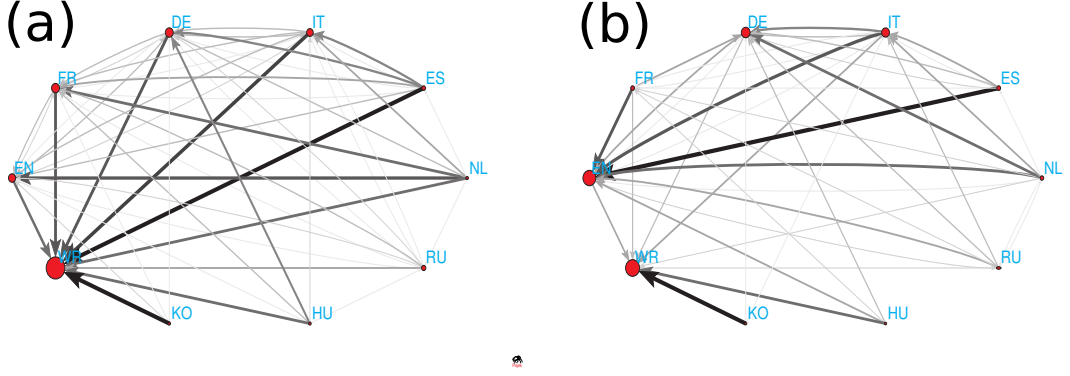 (a)
DE
IT
FR
ES
EN
NL
WR
RU
KO
HU
(b)
DE
IT
FR
ES
EN
NL
WR
RU
KO
HU